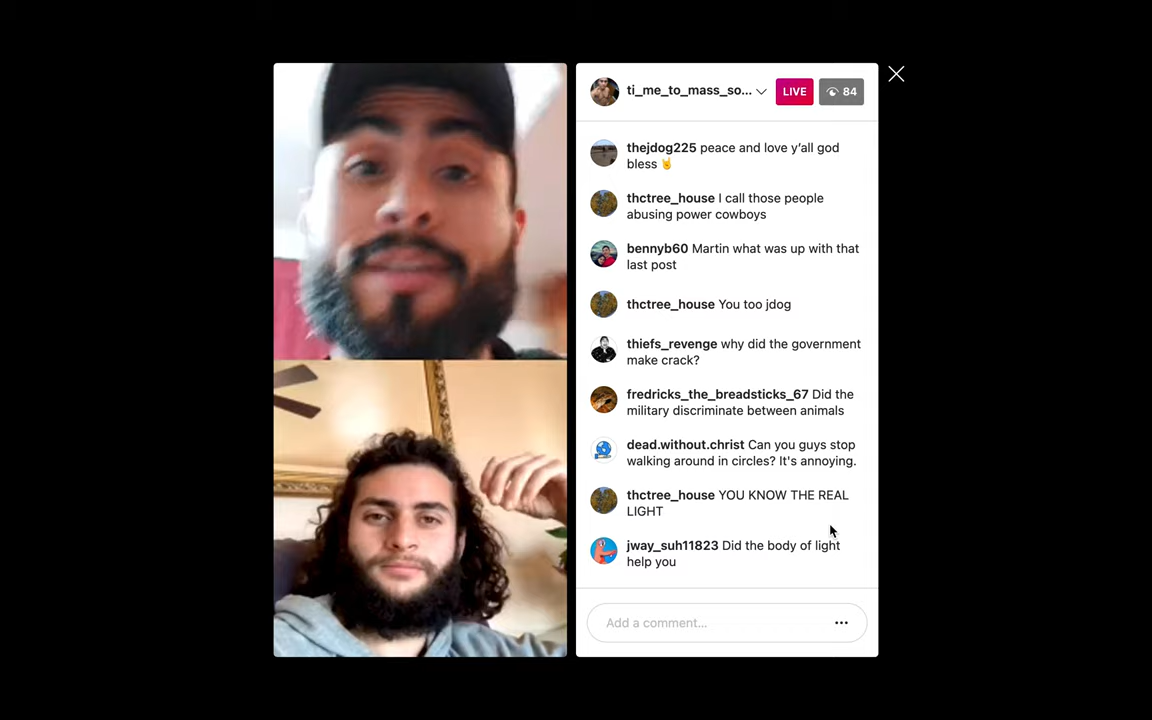 ti_me_to_mass_so...
LIVE
84
thejdog225 peace and love y'all god
bless 🤘
thctree_house I call those people
abusing power cowboys
bennyb60 Martin what was up with that
last post
thctree_house You too jdog
thiefs_revenge why did the government
make crack?
fredricks_the_breadsticks_67 Did the
military discriminate between animals
dead.without.christ Can you guys stop
walking around in circles? It's annoying.
thctree_house YOU KNOW THE REAL
LIGHT
jway_suh11823 Did the body of light
help you
Add a comment...